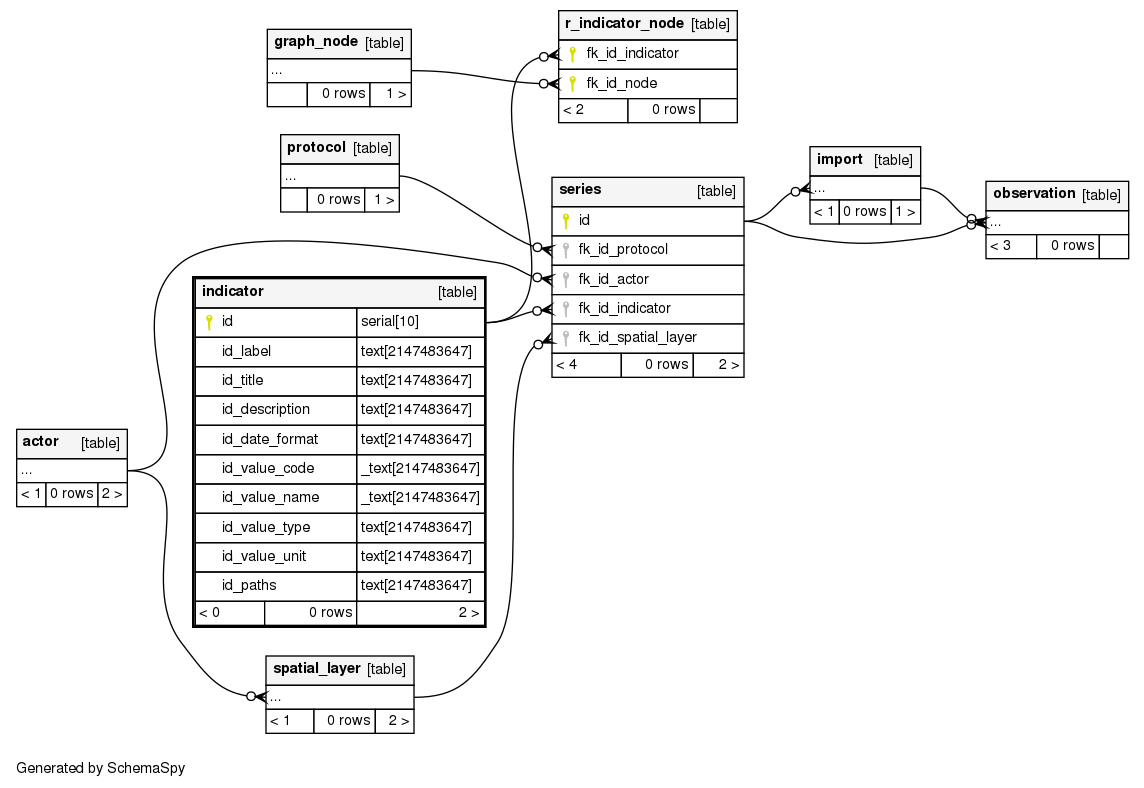 graph_node [table]
...
0 rows 1 >
r_indicator_node [table]
fk_id_indicator
fk_id_node
< 2 0 rows
protocol [table]
...
0 rows 1 >
series [table]
id
fk_id_protocol
fk_id_actor
fk_id_indicator
fk_id_spatial_layer
< 4 0 rows 2 >
import [table]
...
< 1 0 rows 1 >
observation [table]
...
< 3 0 rows
indicator [table]
id serial[10]
id_label text[2147483647]
id_title text[2147483647]
id_description text[2147483647]
id_date_format text[2147483647]
id_value_code _text[2147483647]
id_value_name _text[2147483647]
id_value_type text[2147483647]
id_value_unit text[2147483647]
id_paths text[2147483647]
< 0 0 rows 2 >
actor [table]
...
< 1 0 rows 2 >
spatial_layer [table]
...
< 1 0 rows 2 >
Generated by SchemaSpy